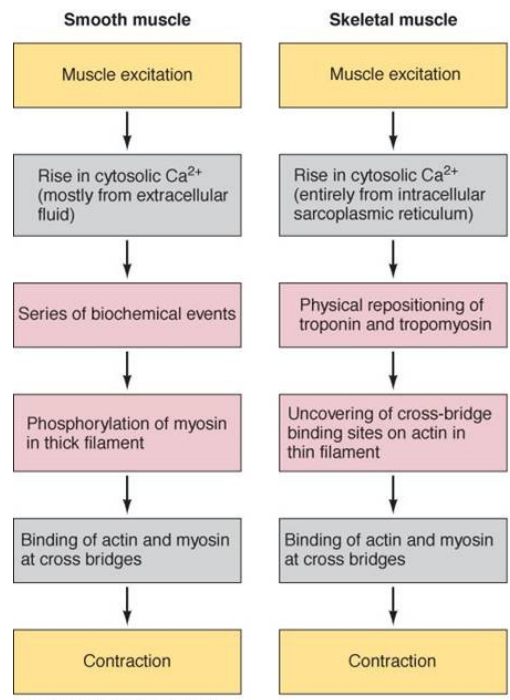 Smooth muscle
Muscle excitation
Rise in cytosolic Ca²⁺
(mostly from extracellular
fluid)
Series of biochemical events
Phosphorylation of myosin
in thick filament
Binding of actin and myosin
at cross bridges
Contraction
Skeletal muscle
Muscle excitation
Rise in cytosolic Ca²⁺
(entirely from intracellular
sarcoplasmic reticulum)
Physical repositioning of
troponin and tropomyosin
Uncovering of cross-bridge
binding sites on actin in
thin filament
Binding of actin and myosin
at cross bridges
Contraction